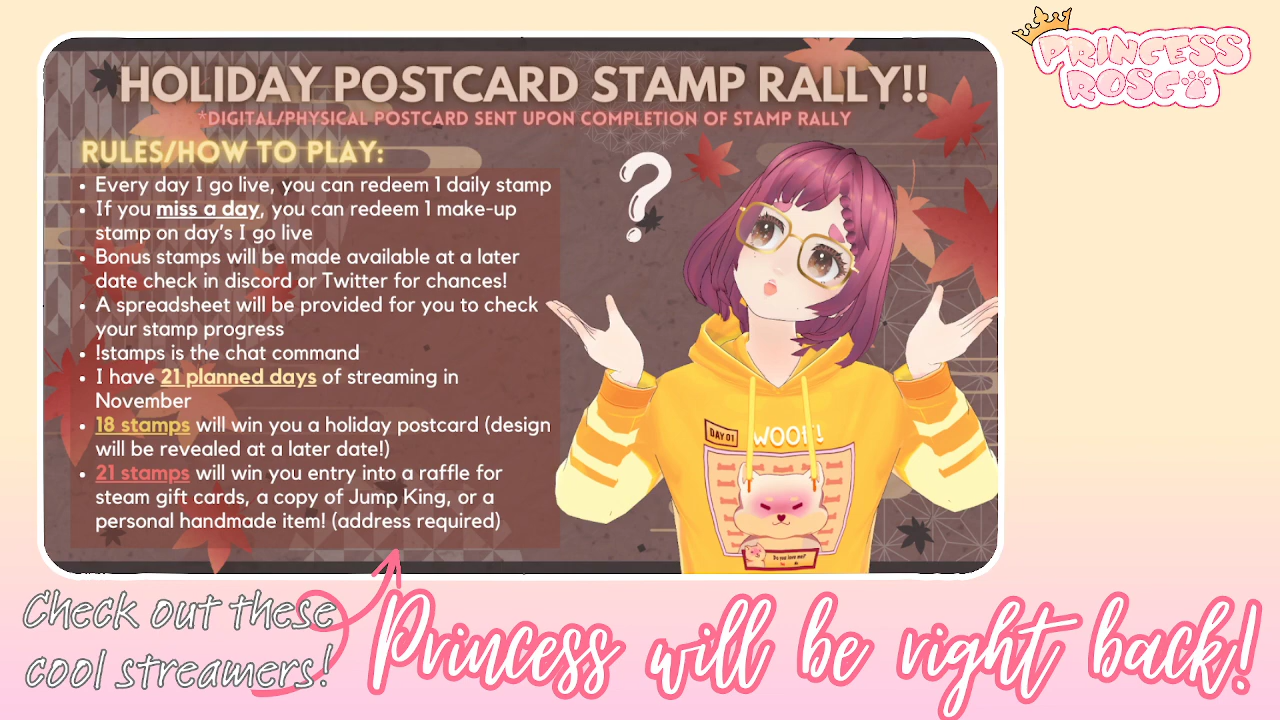 PRINCESS
ROSE
HOLIDAY POSTCARD STAMP RALLY!!
*DIGITAL/PHYSICAL POSTCARD SENT UPON COMPLETION OF STAMP RALLY
RULES/HOW TO PLAY:
• Every day I go live, you can redeem 1 daily stamp
• If you miss a day, you can redeem 1 make-up
stamp on day's I go live
• Bonus stamps will be made available at a later
date check in discord or Twitter for chances!
• A spreadsheet will be provided for you to check
your stamp progress
• !stamps is the chat command
• I have 21 planned days of streaming in
November
• 18 stamps will win you a holiday postcard (design
will be revealed at a later date!)
• 21 stamps will win you entry into a raffle for
steam gift cards, a copy of Jump King, or a
personal handmade item! (address required)
?
DAY 01
WOOF!
Do you love me?
Check out these
cool streamers!
Princess will be right back!